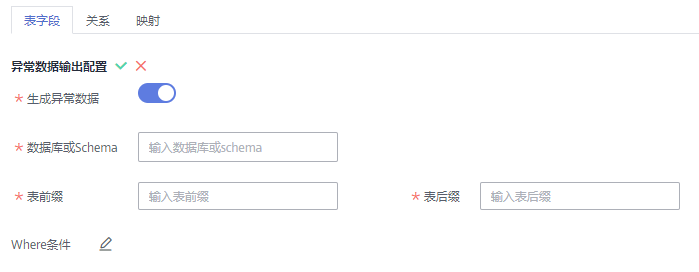 表字段 关系 映射
异常数据输出配置
* 生成异常数据
* 数据库或Schema 输入数据库或schema
* 表前缀 输入表前缀 * 表后缀 输入表后缀
Where条件